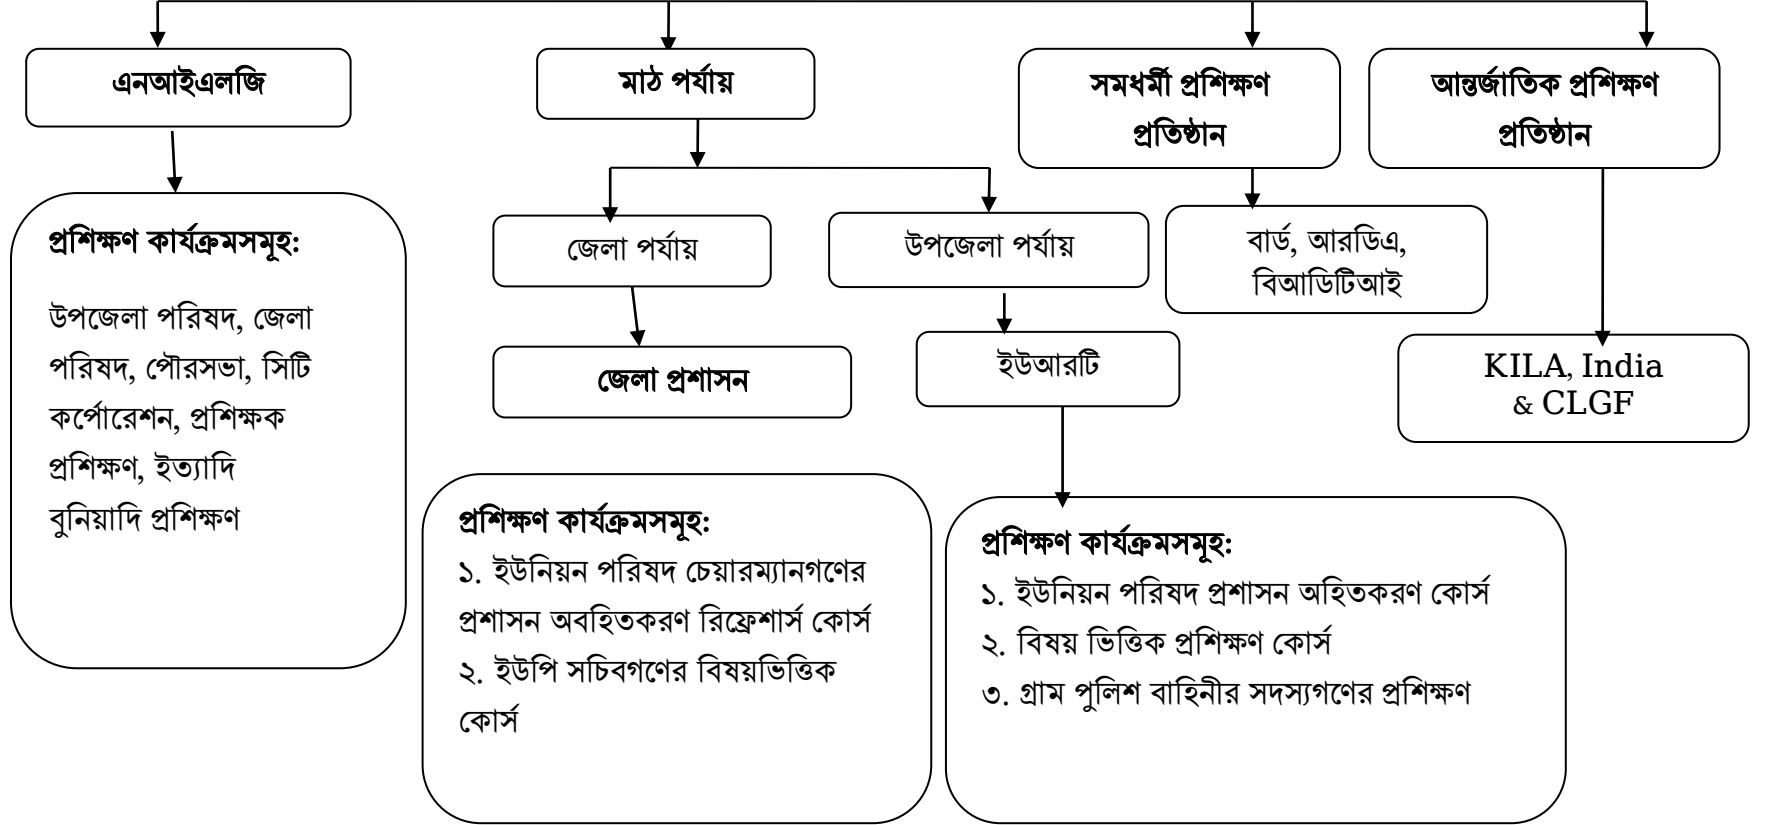 এনআইএলজি
মাঠ পর্যায়
সমধর্মী প্রশিক্ষণ
প্রতিষ্ঠান
আন্তর্জাতিক প্রশিক্ষণ
প্রতিষ্ঠান
প্রশিক্ষণ কার্যক্রমসমূহ:
উপজেলা পরিষদ, জেলা
পরিষদ, পৌরসভা, সিটি
কর্পোরেশন, প্রশিক্ষক
প্রশিক্ষণ, ইত্যাদি
বুনিয়াদি প্রশিক্ষণ
জেলা পর্যায়
উপজেলা পর্যায়
বার্ড, আরডিএ,
বিআডিটিআই
জেলা প্রশাসন
ইউআরটি
KILA, India
& CLGF
প্রশিক্ষণ কার্যক্রমসমূহ:
১. ইউনিয়ন পরিষদ চেয়ারম্যানগণের
প্রশাসন অবহিতকরণ রিফ্রেশার্স কোর্স
২. ইউপি সচিবগণের বিষয়ভিত্তিক
কোর্স
প্রশিক্ষণ কার্যক্রমসমূহ:
১. ইউনিয়ন পরিষদ প্রশাসন অহিতকরণ কোর্স
২. বিষয় ভিত্তিক প্রশিক্ষণ কোর্স
৩. গ্রাম পুলিশ বাহিনীর সদস্যগণের প্রশিক্ষণ